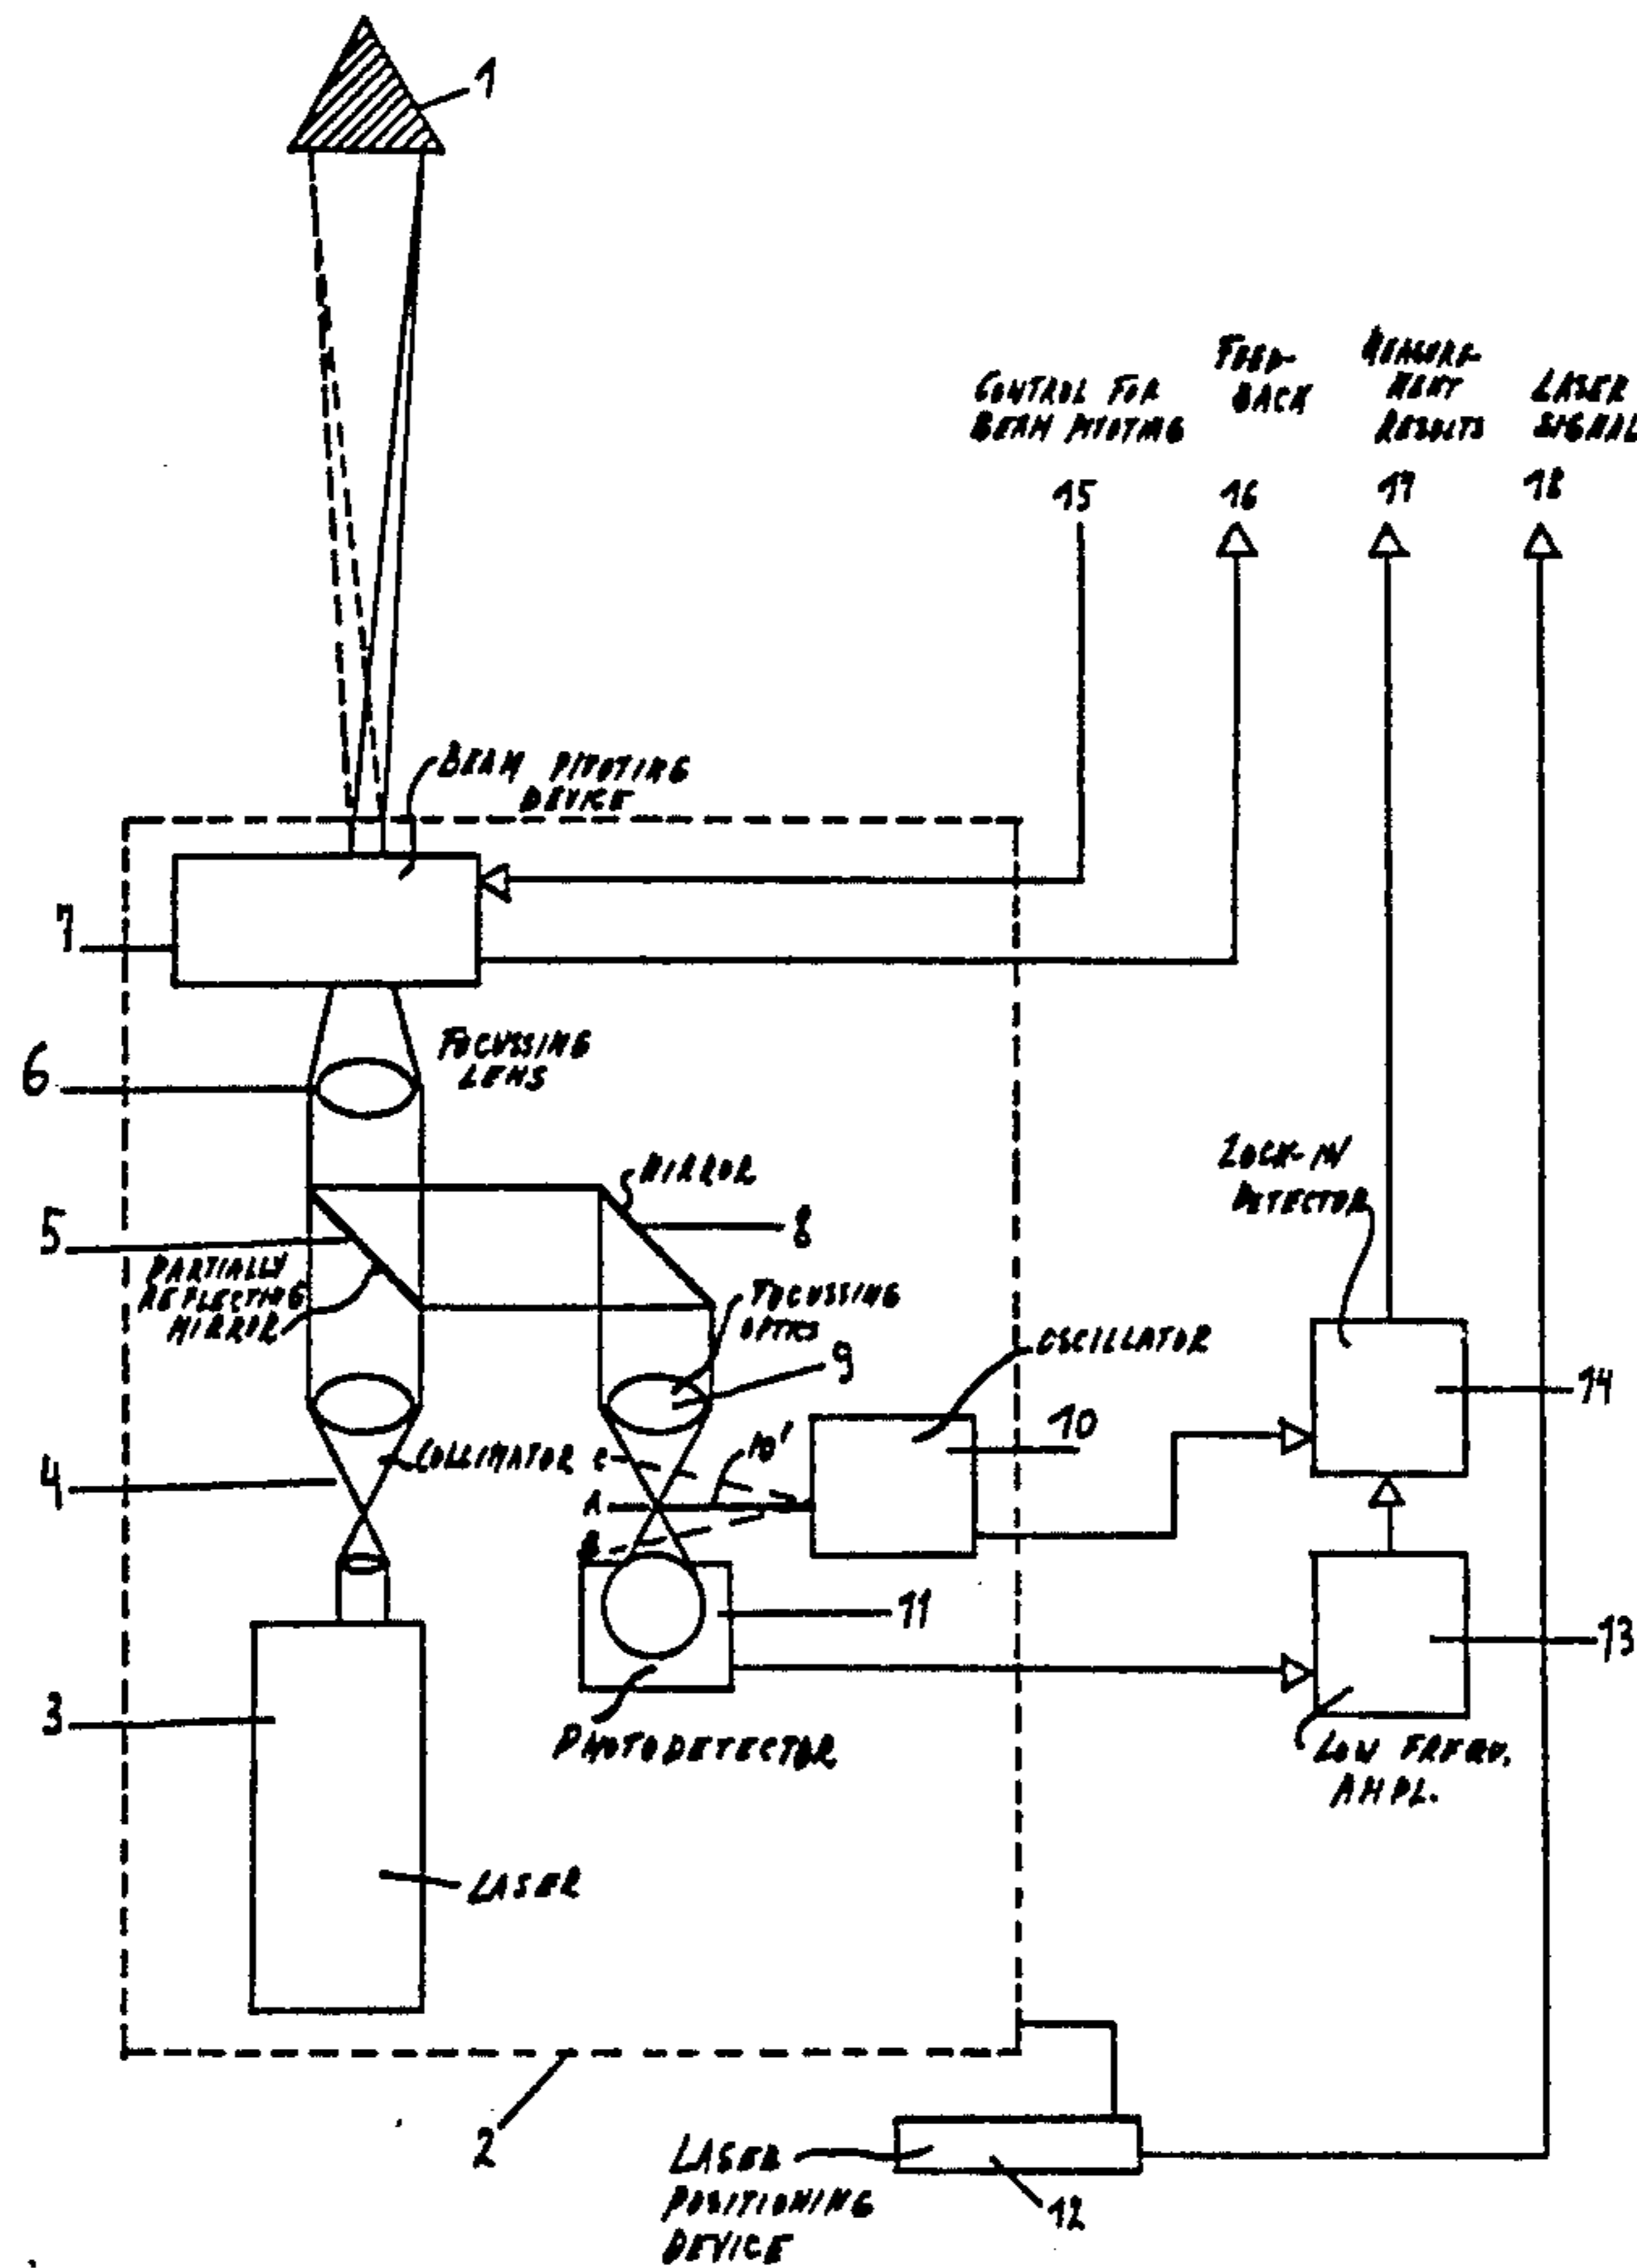 1
CONTROL FOR
BEAM PIVOTING
FEED-
BACK
MEASURE-
MENT
RESULTS
LASER
SIGNAL
15
16
17
18
BEAM PIVOTING
DEVICE
7
FOCUSSING
LENS
6
MIRROR
LOCK-IN
DETECTOR
5
8
PARTIALLY
REFLECTING
MIRROR
FOCUSSING
OPTICS
OSCILLATOR
9
14
10
10'
4
COLLIMATOR
C
A
B
11
13
3
PHOTODETECTOR
LOW FREQU.
AMPL.
LASER
2
LASER
POSITIONING
DEVICE
12